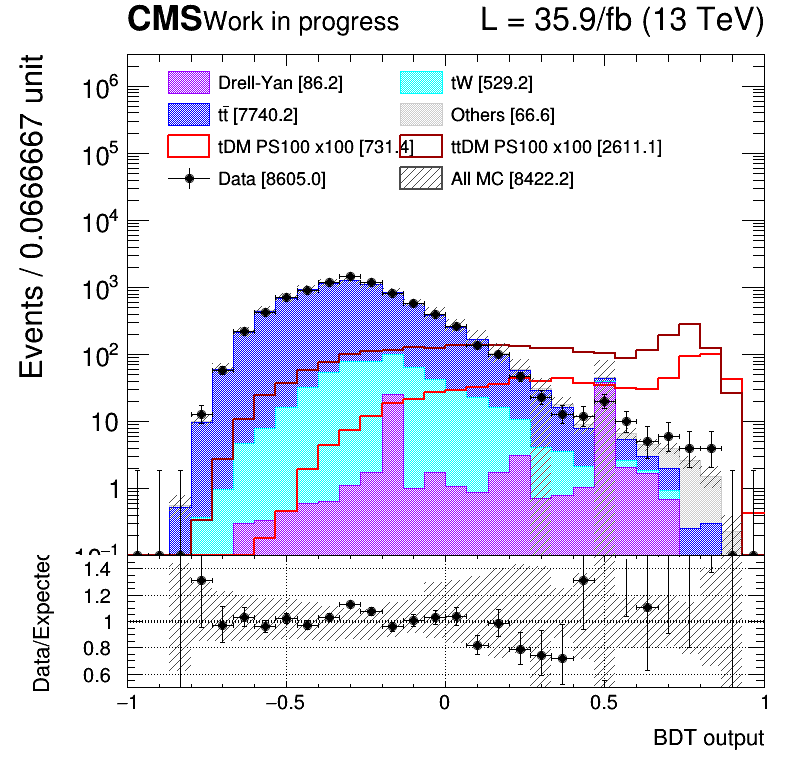 CMS Work in progress L = 35.9/fb (13 TeV)
Events / 0.0666667 unit
10⁶
10⁵
10⁴
10³
10²
10
1
10⁻¹
Drell-Yan [86.2] tW [529.2]
tt̄ [7740.2] Others [66.6]
tDM PS100 x100 [731.4] ttDM PS100 x100 [2611.1]
Data [8605.0] All MC [8422.2]
Data/Expected
1.4
1.2
1
0.8
0.6
−1 −0.5 0 0.5 1
BDT output